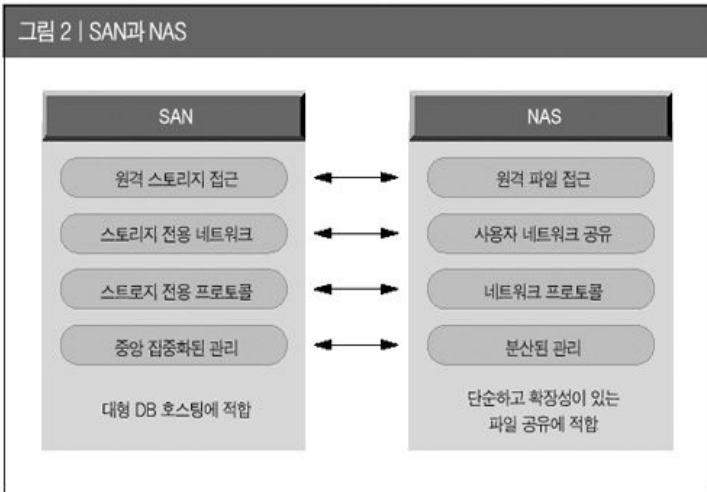 그림 2 | SAN과 NAS
SAN
NAS
원격 스토리지 접근
원격 파일 접근
스토리지 전용 네트워크
사용자 네트워크 공유
스트로지 전용 프로토콜
네트워크 프로토콜
중앙 집중화된 관리
분산된 관리
대형 DB 호스팅에 적합
단순하고 확장성이 있는
파일 공유에 적합